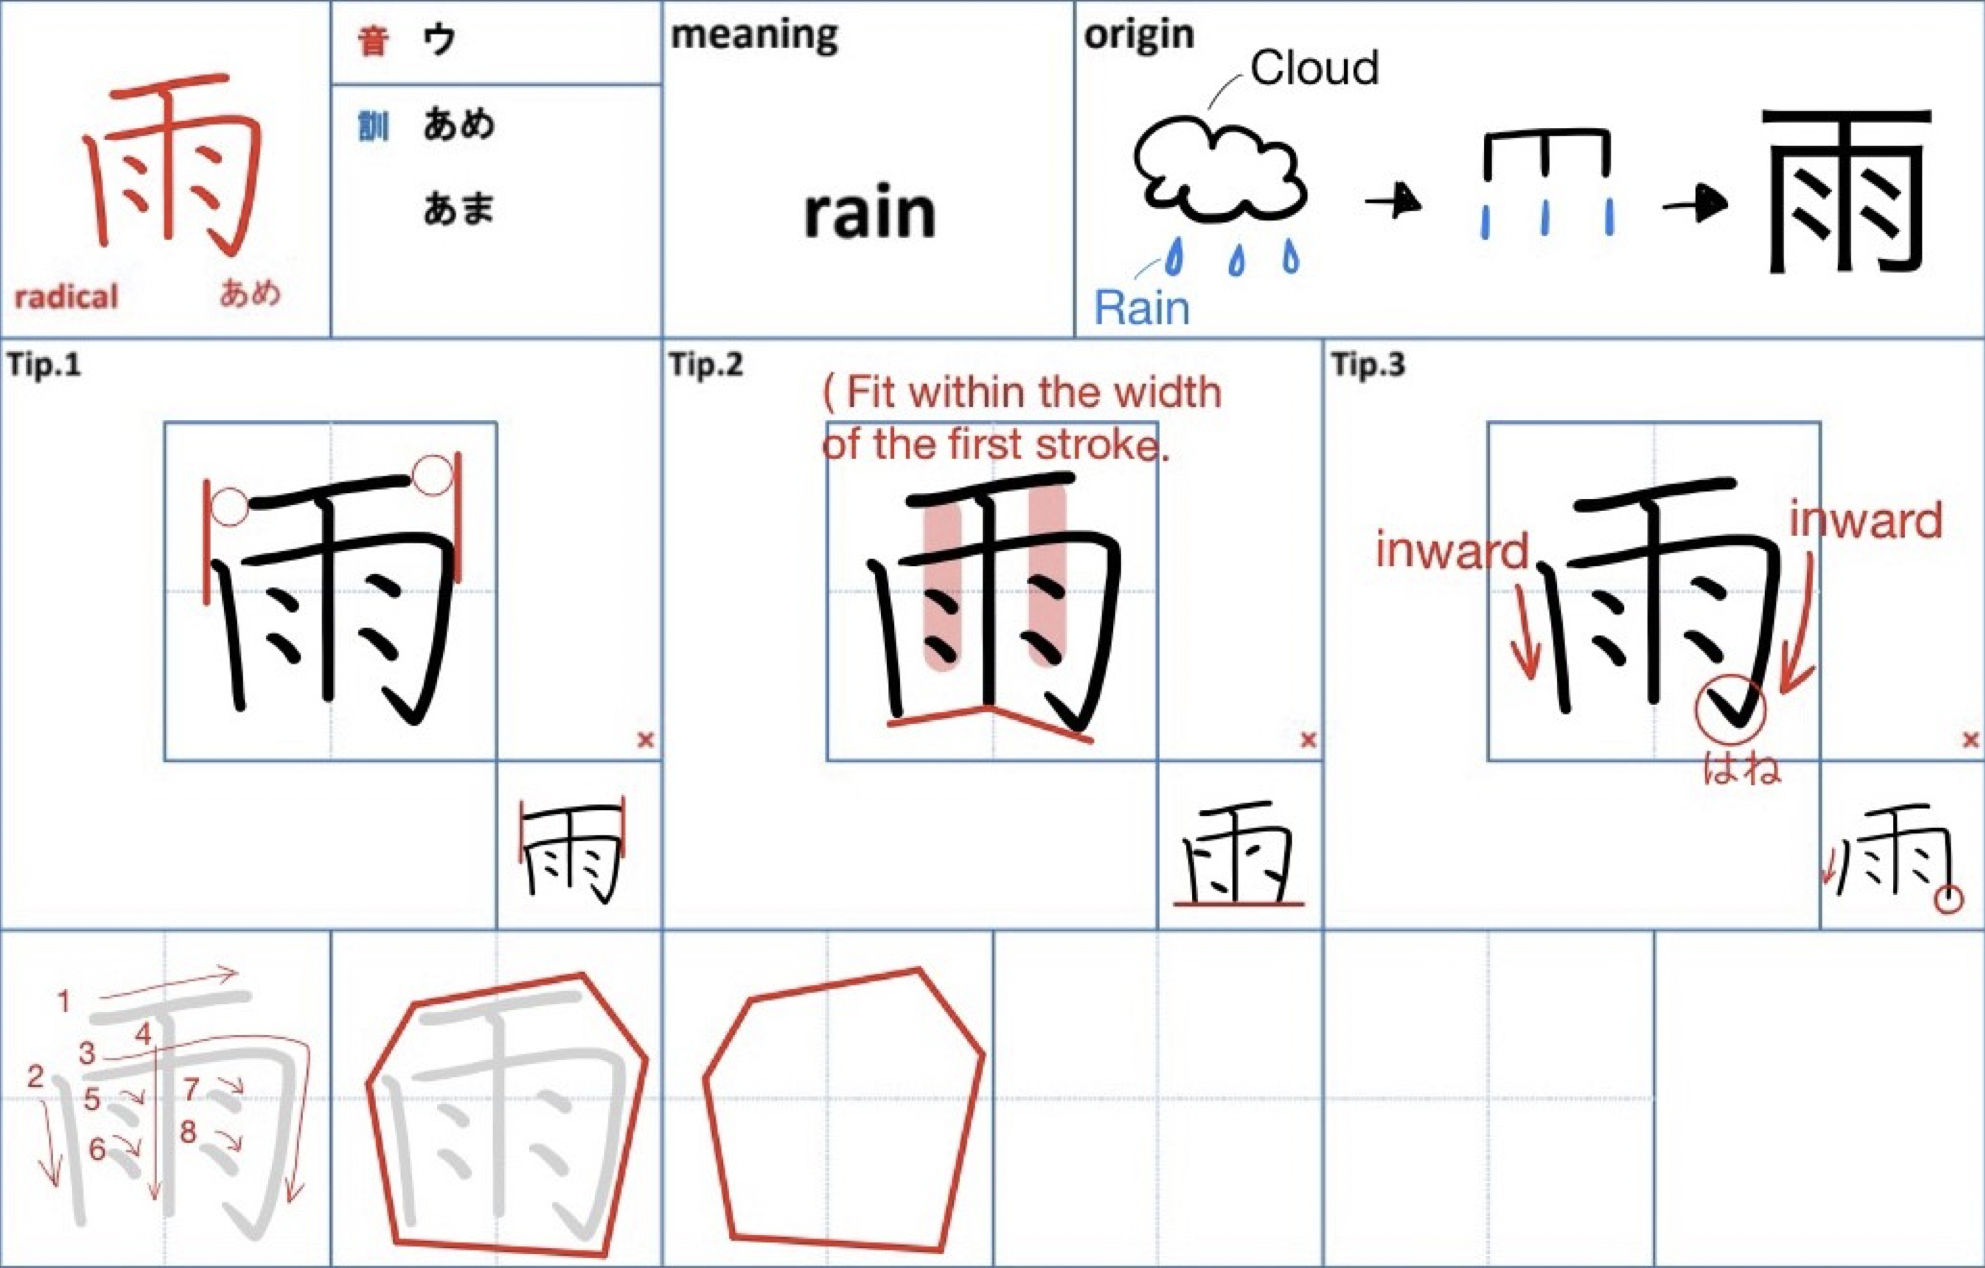 雨
radical あめ
音 ウ
訓 あめ
あま
meaning
rain
origin
Cloud
Rain
雨
Tip.1
雨
×
雨
Tip.2
( Fit within the width
of the first stroke.
雨
×
雨
Tip.3
inward
inward
雨
はね
×
雨
1
2
3
4
5
6
7
8
雨
雨